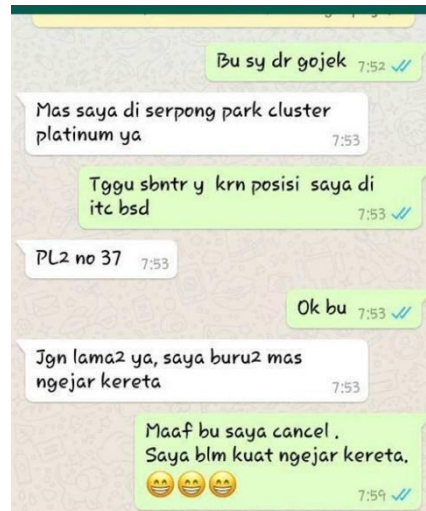 Bu sy dr gojek 7:52
Mas saya di serpong park cluster
platinum ya
7:53
Tggu sbntr y krn posisi saya di
itc bsd
7:53
PL2 no 37 7:53
Ok bu 7:53
Jgn lama2 ya, saya buru2 mas
ngejar kereta
7:53
Maaf bu saya cancel .
Saya blm kuat ngejar kereta.
7:59